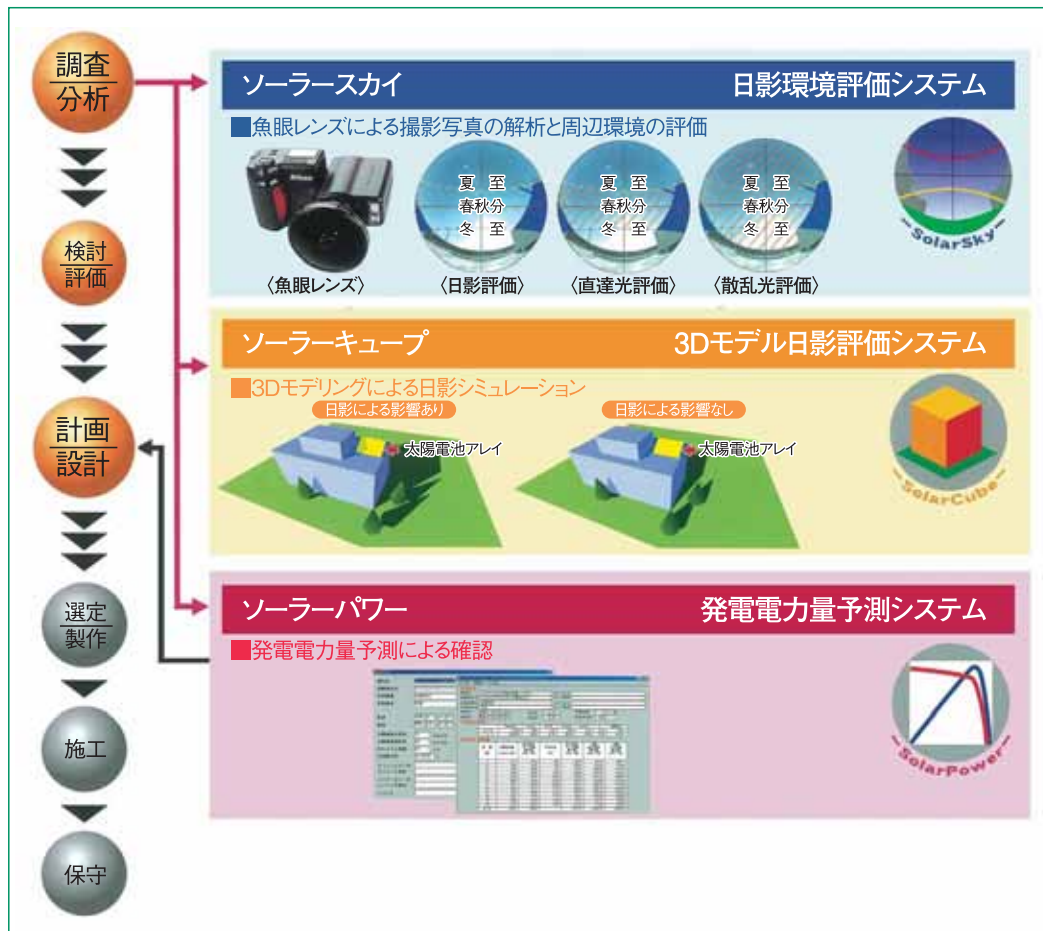 調査
分析
検討
評価
計画
設計
選定
製作
施工
保守
ソーラースカイ 日影環境評価システム
■魚眼レンズによる撮影写真の解析と周辺環境の評価
夏 至
春秋分
冬 至
夏 至
春秋分
冬 至
夏 至
春秋分
冬 至
〈魚眼レンズ〉 〈日影評価〉 〈直達光評価〉 〈散乱光評価〉
SolarSky
ソーラーキューブ 3Dモデル日影評価システム
■3Dモデリングによる日影シミュレーション
日影による影響あり 日影による影響なし
太陽電池アレイ 太陽電池アレイ
SolarCube
ソーラーパワー 発電電力量予測システム
■発電電力量予測による確認
SolarPower